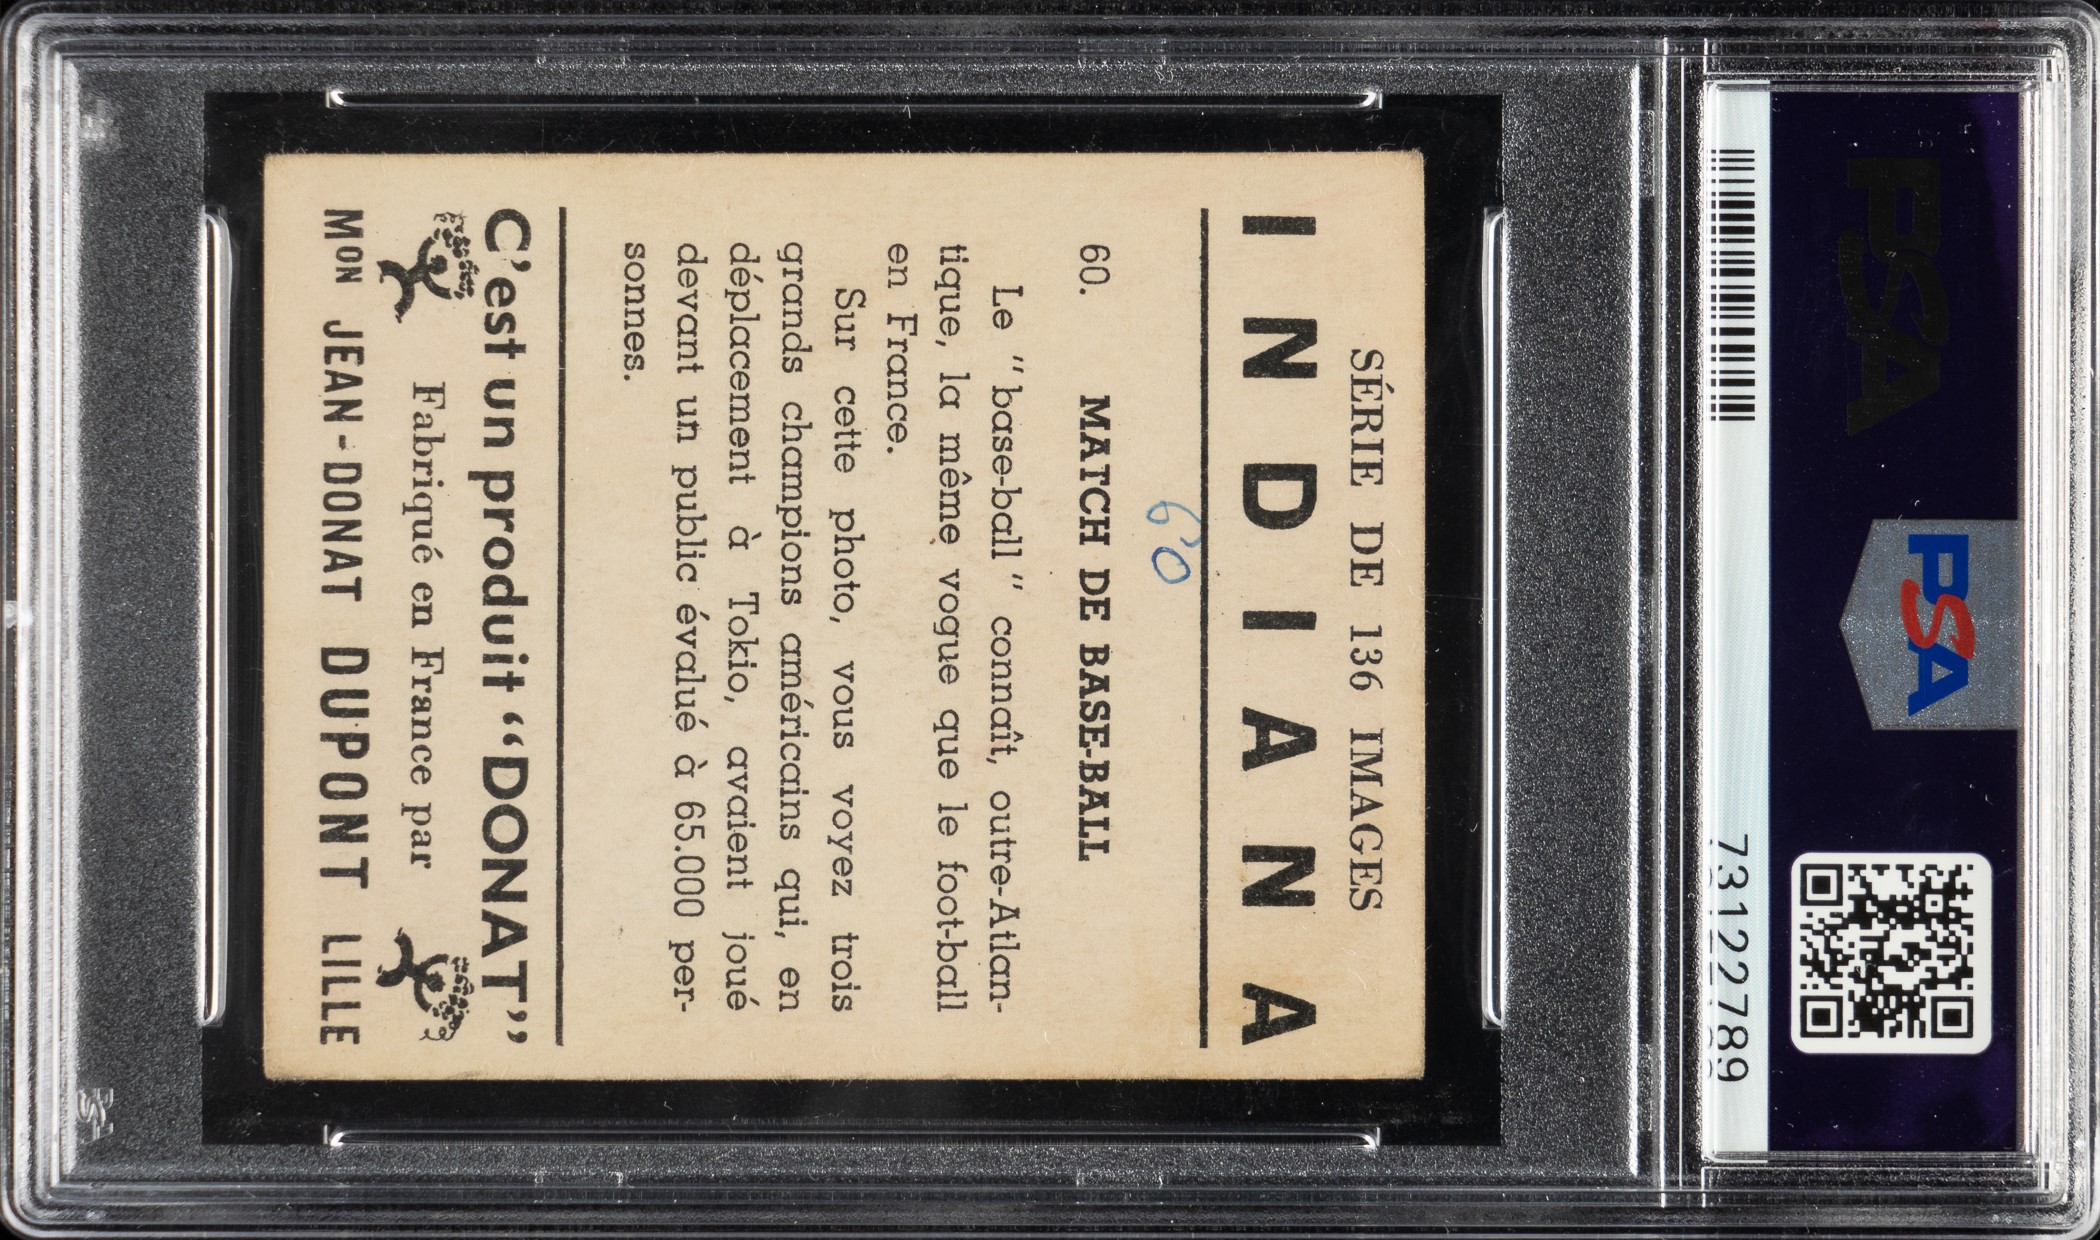 PSA
PSA
73122789
SÉRIE DE 136 IMAGES
INDIANA
60
60. MATCH DE BASE-BALL
Le "base-ball" connaît, outre-Atlan-
tique, la même vogue que le foot-ball
en France.
Sur cette photo, vous voyez trois
grands champions américains qui, en
déplacement à Tokio, avaient joué
devant un public évalué à 65.000 per-
sonnes.
C'est un produit "DONAT"
Fabriqué en France par
MON JEAN-DONAT DUPONT LILLE